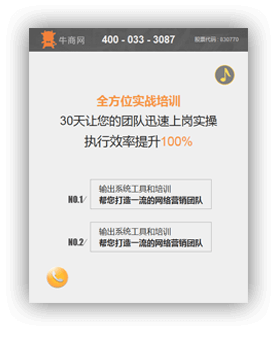 牛商网 400 - 033 - 3087 股票代码：830770
全方位实战培训
30天让您的团队迅速上岗实操
执行效率提升100%
NO.1/ 输出系统工具和培训
帮您打造一流的网络营销团队
NO.2/ 输出系统工具和培训
帮您打造一流的网络营销团队